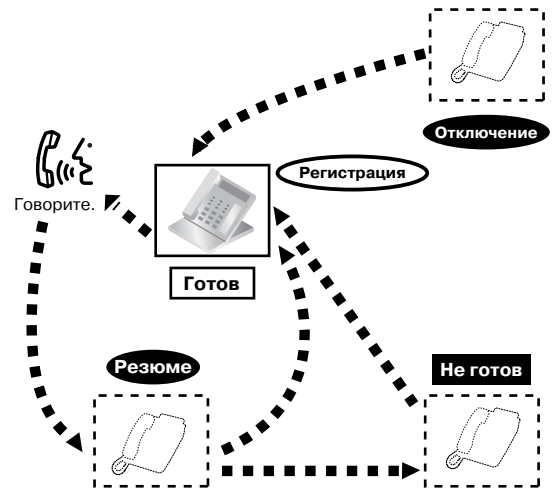 Отключение
Регистрация
Говорите.
Готов
Резюме
Не готов